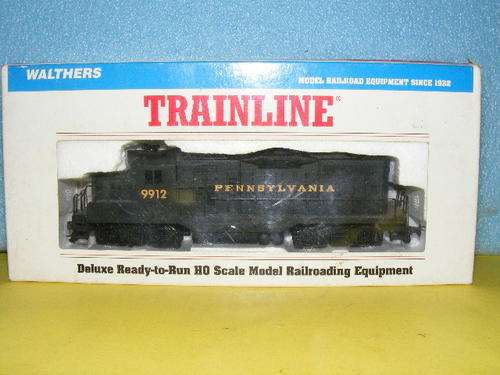 WALTHERS
MODEL RAILROAD EQUIPMENT SINCE 1932
TRAINLINE®
PENNSYLVANIA
9912
Deluxe Ready-to-Run HO Scale Model Railroading Equipment